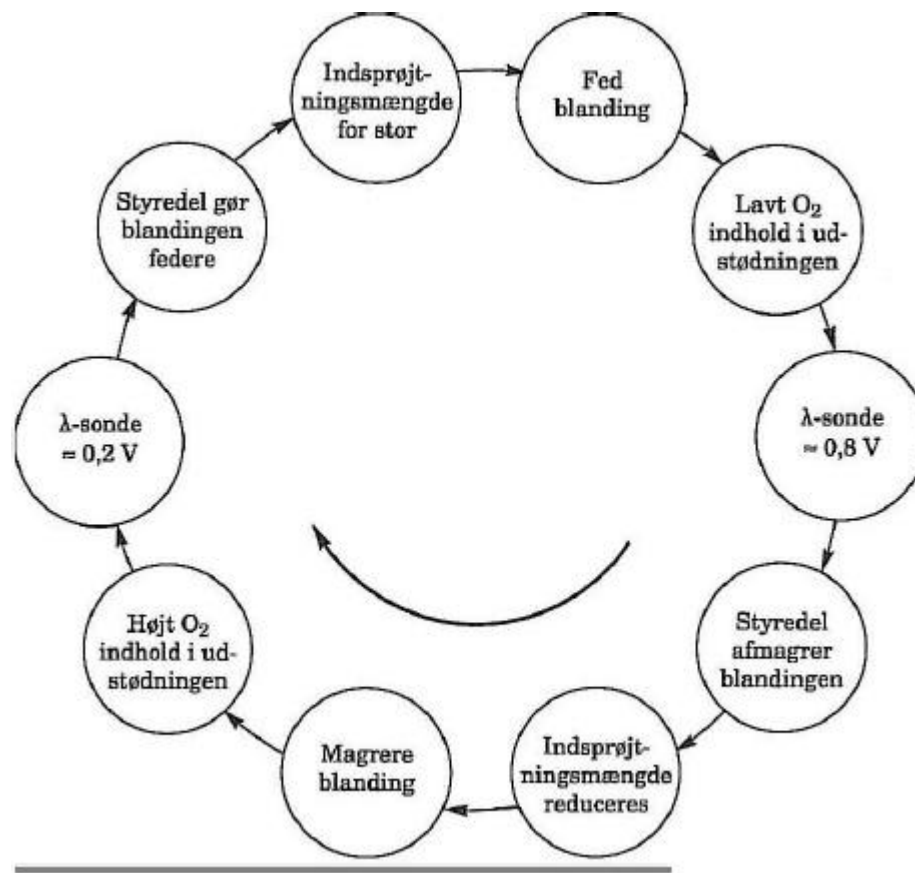 Indsprøjt-
ningsmængde
for stor
Fed
blanding
Lavt O₂
indhold i ud-
stødningen
λ-sonde
≈ 0,8 V
Styredel
afmagrer
blandingen
Indsprøjt-
ningsmængde
reduceres
Magrere
blanding
Højt O₂
indhold i ud-
stødningen
λ-sonde
≈ 0,2 V
Styredel gør
blandingen
federe